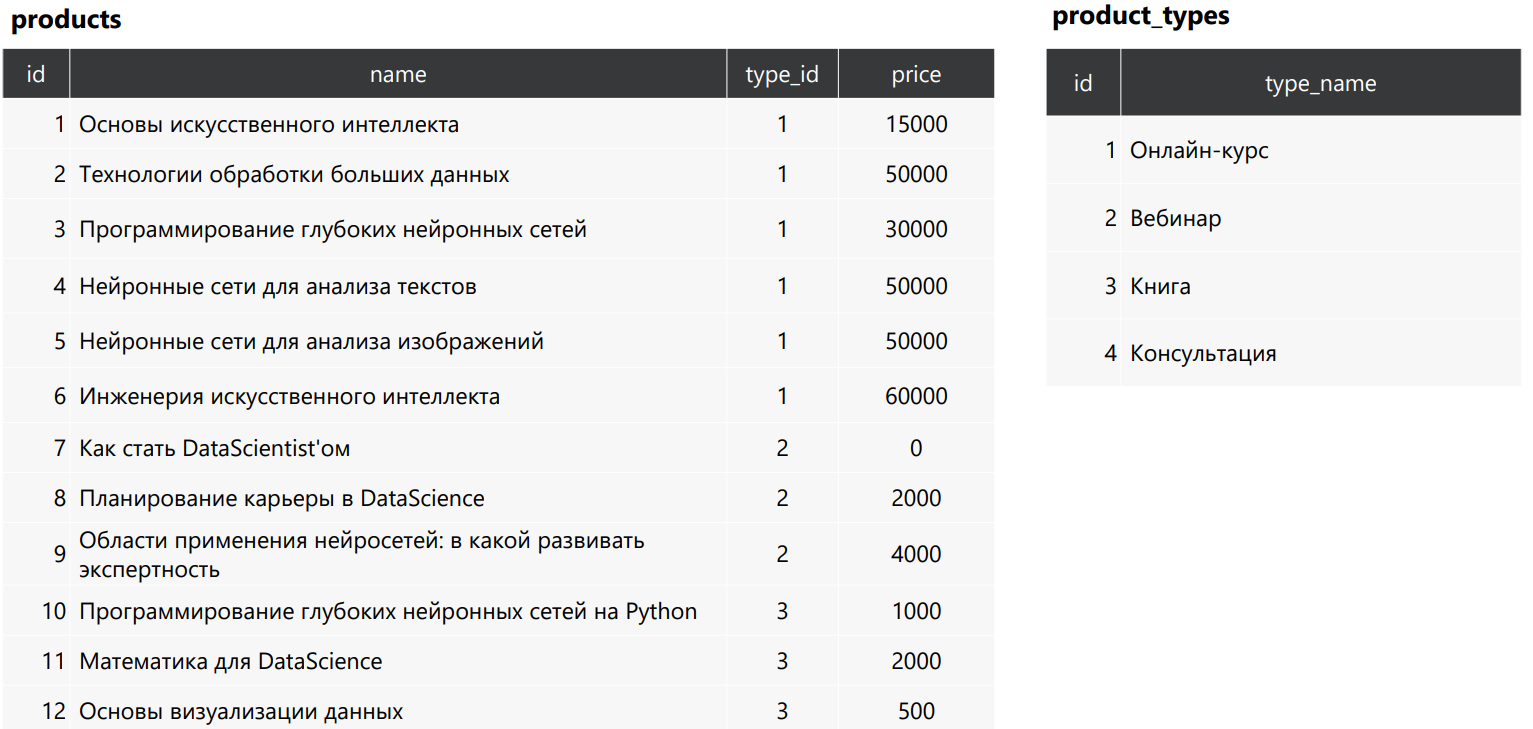 products
id name type_id price
1 Основы искусственного интеллекта 1 15000
2 Технологии обработки больших данных 1 50000
3 Программирование глубоких нейронных сетей 1 30000
4 Нейронные сети для анализа текстов 1 50000
5 Нейронные сети для анализа изображений 1 50000
6 Инженерия искусственного интеллекта 1 60000
7 Как стать DataScientist'ом 2 0
8 Планирование карьеры в DataScience 2 2000
9 Области применения нейросетей: в какой развивать
экспертность 2 4000
10 Программирование глубоких нейронных сетей на Python 3 1000
11 Математика для DataScience 3 2000
12 Основы визуализации данных 3 500
product_types
id type_name
1 Онлайн-курс
2 Вебинар
3 Книга
4 Консультация